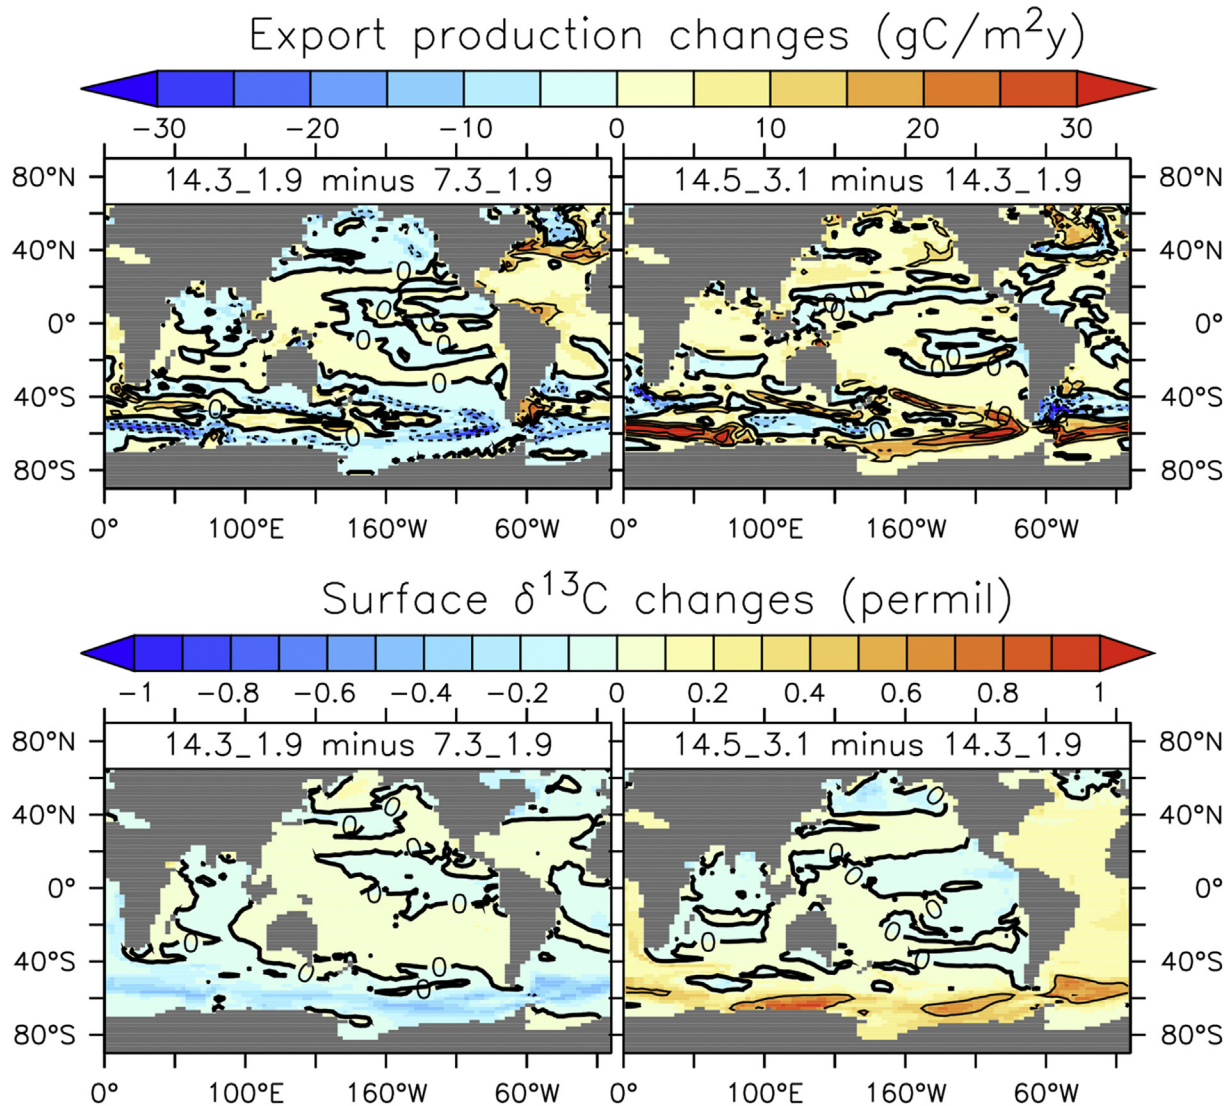 Export production changes (gC/m²y)
−30 −20 −10 0 10 20 30
14.3_1.9 minus 7.3_1.9 14.5_3.1 minus 14.3_1.9
80°N 80°N
40°N 40°N
0° 0°
40°S 40°S
80°S 80°S
0° 100°E 160°W 60°W 0° 100°E 160°W 60°W
Surface δ¹³C changes (permil)
−1 −0.8 −0.6 −0.4 −0.2 0 0.2 0.4 0.6 0.8 1
14.3_1.9 minus 7.3_1.9 14.5_3.1 minus 14.3_1.9
80°N 80°N
40°N 40°N
0° 0°
40°S 40°S
80°S 80°S
0° 100°E 160°W 60°W 0° 100°E 160°W 60°W